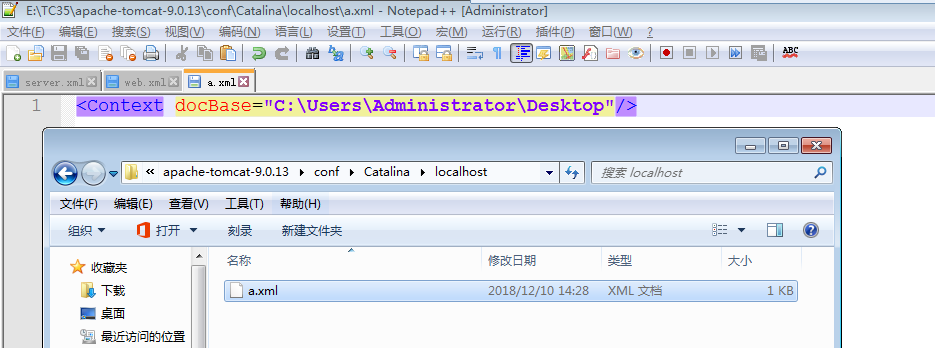 E:\TC35\apache-tomcat-9.0.13\conf\Catalina\localhost\a.xml - Notepad++ [Administrator]
文件(F) 编辑(E) 搜索(S) 视图(V) 编码(N) 语言(L) 设置(T) 工具(O) 宏(M) 运行(R) 插件(P) 窗口(W) ?
ABC
server.xml web.xml a.xml
1 <Context docBase="C:\Users\Administrator\Desktop"/>
« apache-tomcat-9.0.13 conf Catalina localhost 搜索 localhost
文件(F) 编辑(E) 查看(V) 工具(T) 帮助(H)
组织 打开 刻录 新建文件夹
收藏夹 名称 修改日期 类型 大小
下载 a.xml 2018/12/10 14:28 XML 文档 1 KB
桌面
最近访问的位置